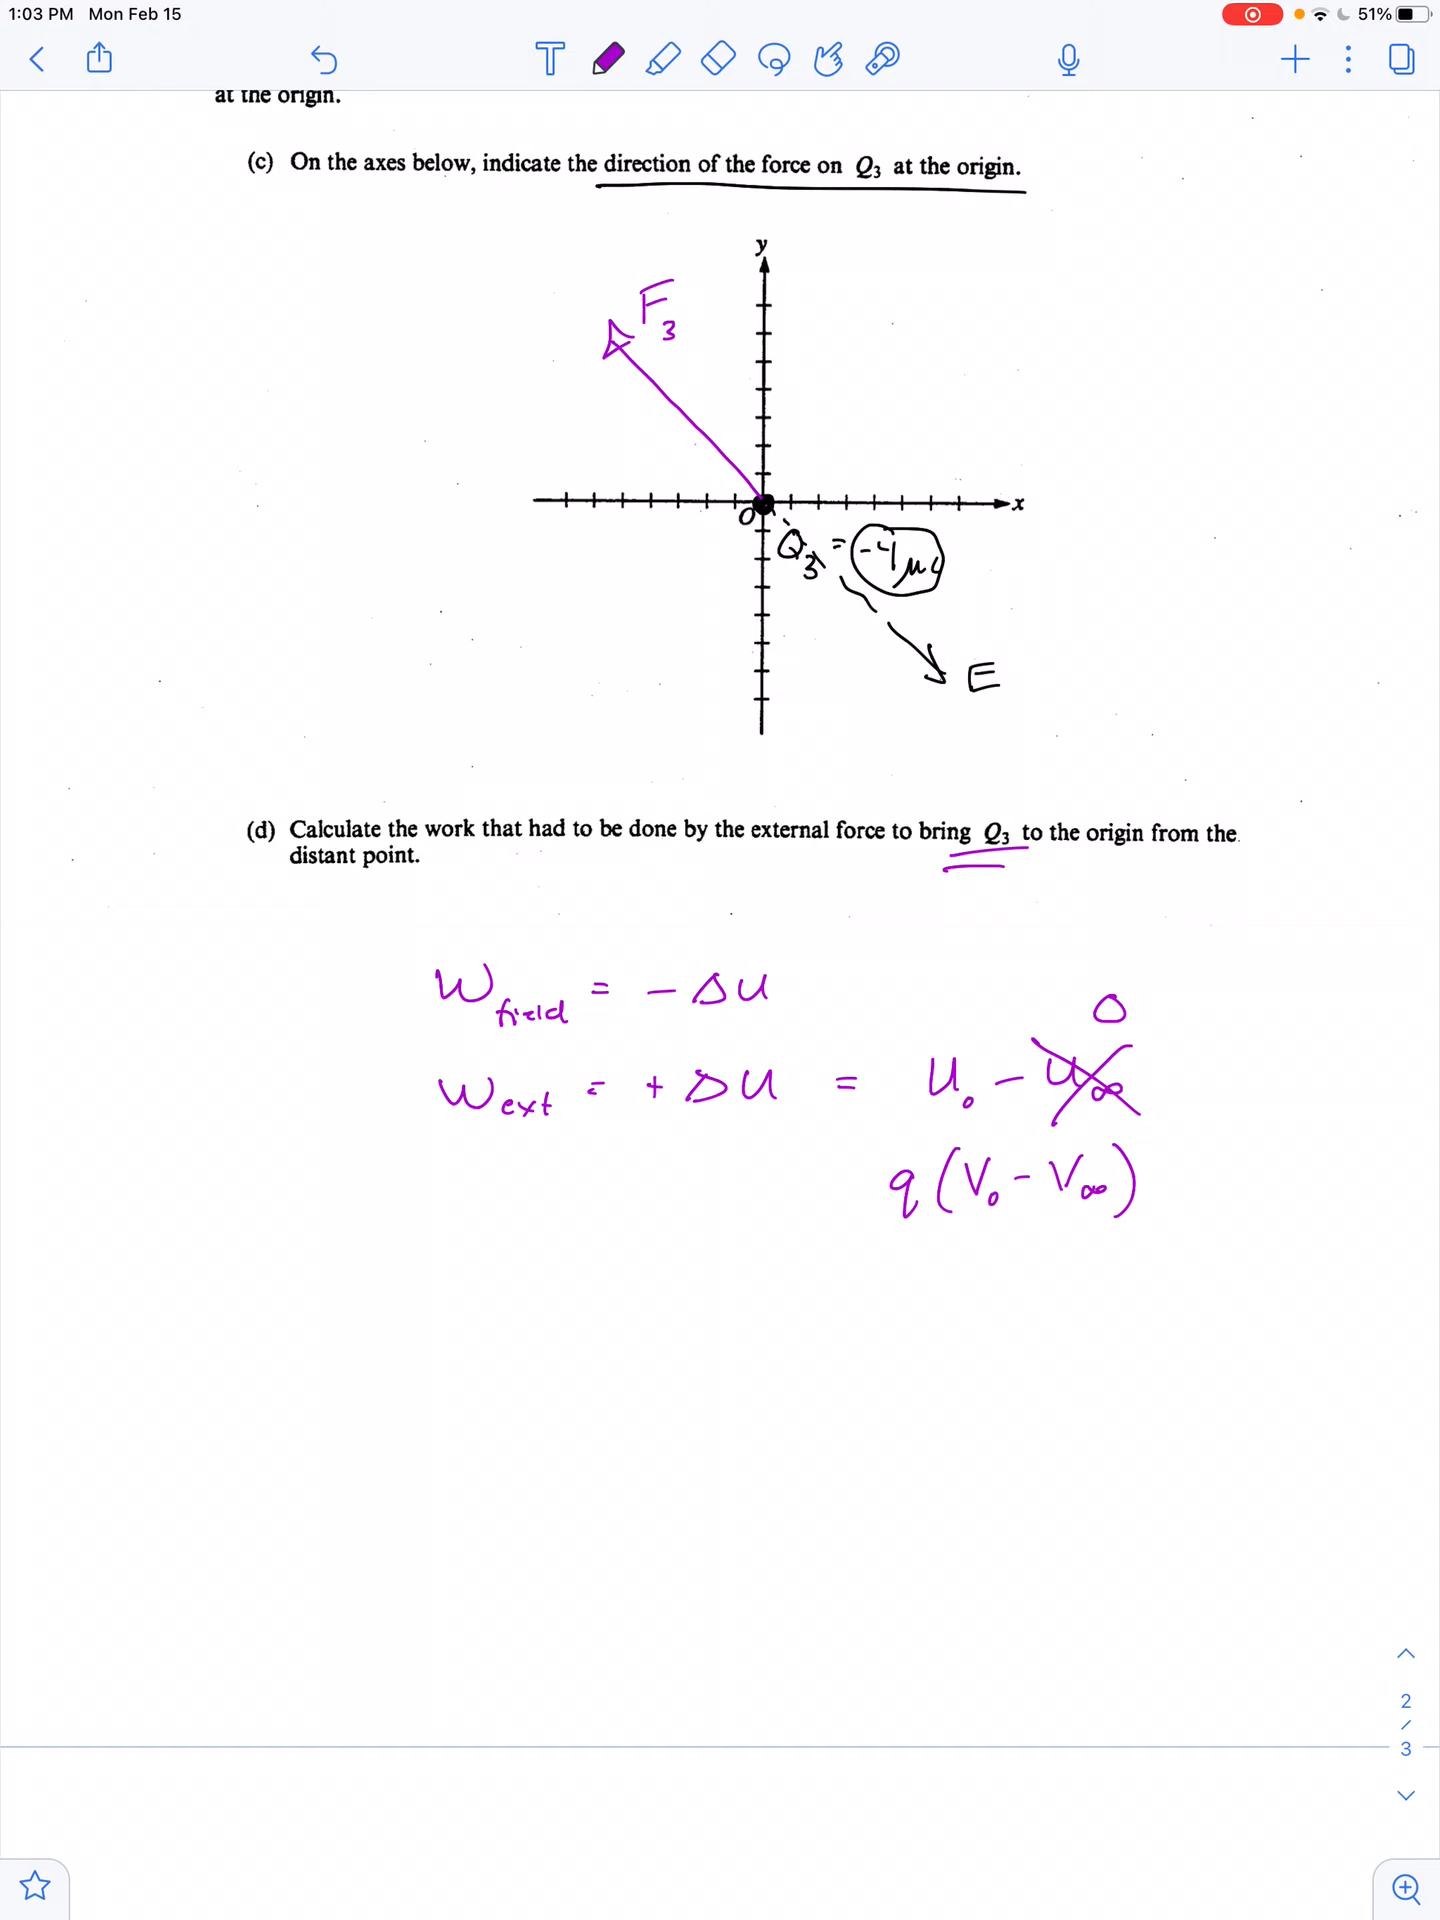 1:03 PM Mon Feb 15
51%
at the origin.
(c) On the axes below, indicate the direction of the force on Q₃ at the origin.
y
F₃
x
O
Q₃ = -4μC
E
(d) Calculate the work that had to be done by the external force to bring Q₃ to the origin from the
distant point.
W field = - ΔU
0
W ext = + ΔU = U₀ - U∞
q(V₀ - V∞)
2
/
3